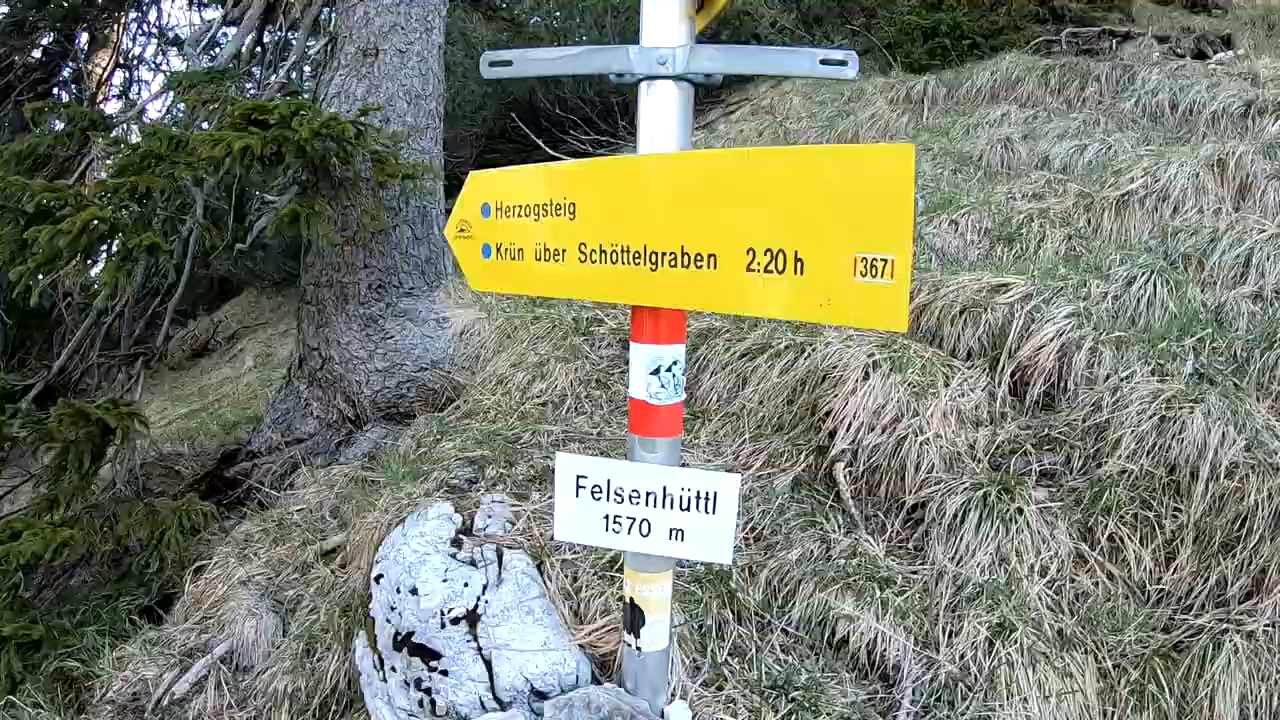 Herzogsteig
Krün über Schöttelgraben 2:20 h
367
Felsenhüttl
1570 m